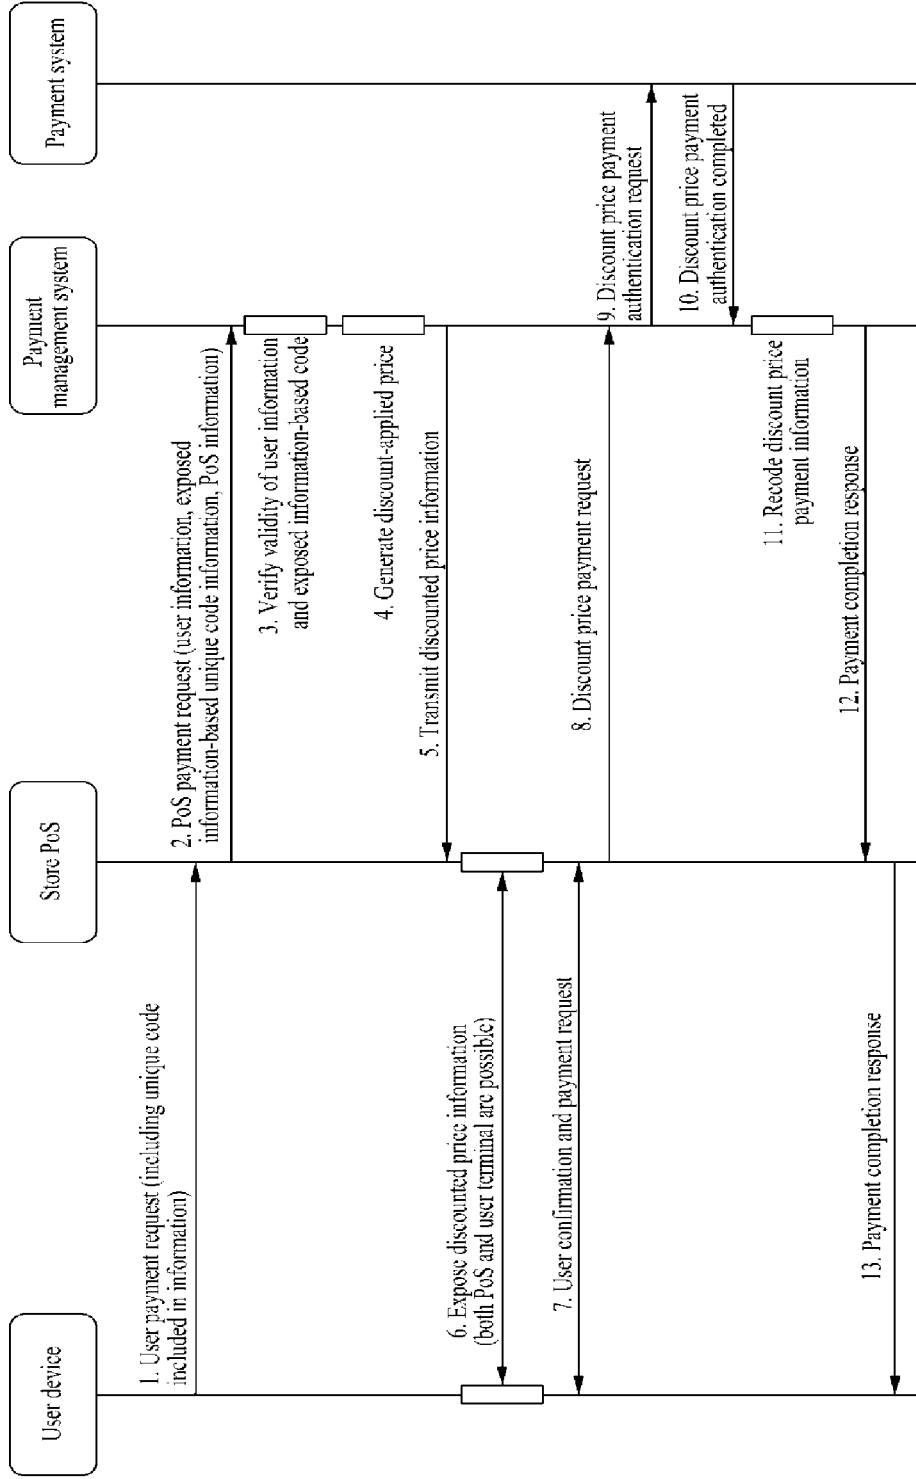 User device
Store PoS
Payment
management system
Payment system
1. User payment request (including unique code
included in information)
2. PoS payment request (user information, exposed
information-based unique code information, PoS information)
3. Verify validity of user information
and exposed information-based code
4. Generate discount-applied price
5. Transmit discounted price information
6. Expose discounted price information
(both PoS and user terminal are possible)
7. User confirmation and payment request
8. Discount price payment request
9. Discount price payment
authentication request
10. Discount price payment
authentication completed
11. Recode discount price
payment information
12. Payment completion response
13. Payment completion response